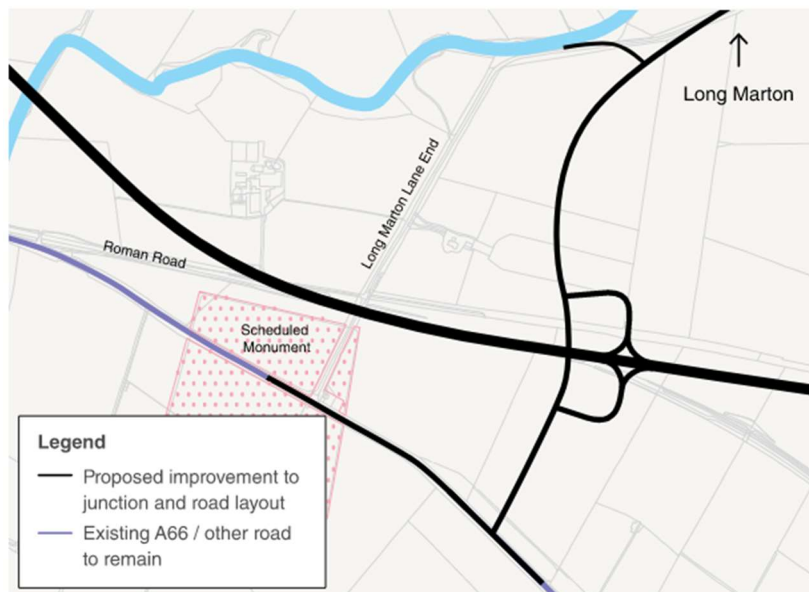 Long Marton
Long Marton Lane End
Roman Road
Scheduled
Monument
Legend
Proposed improvement to
junction and road layout
Existing A66 / other road
to remain